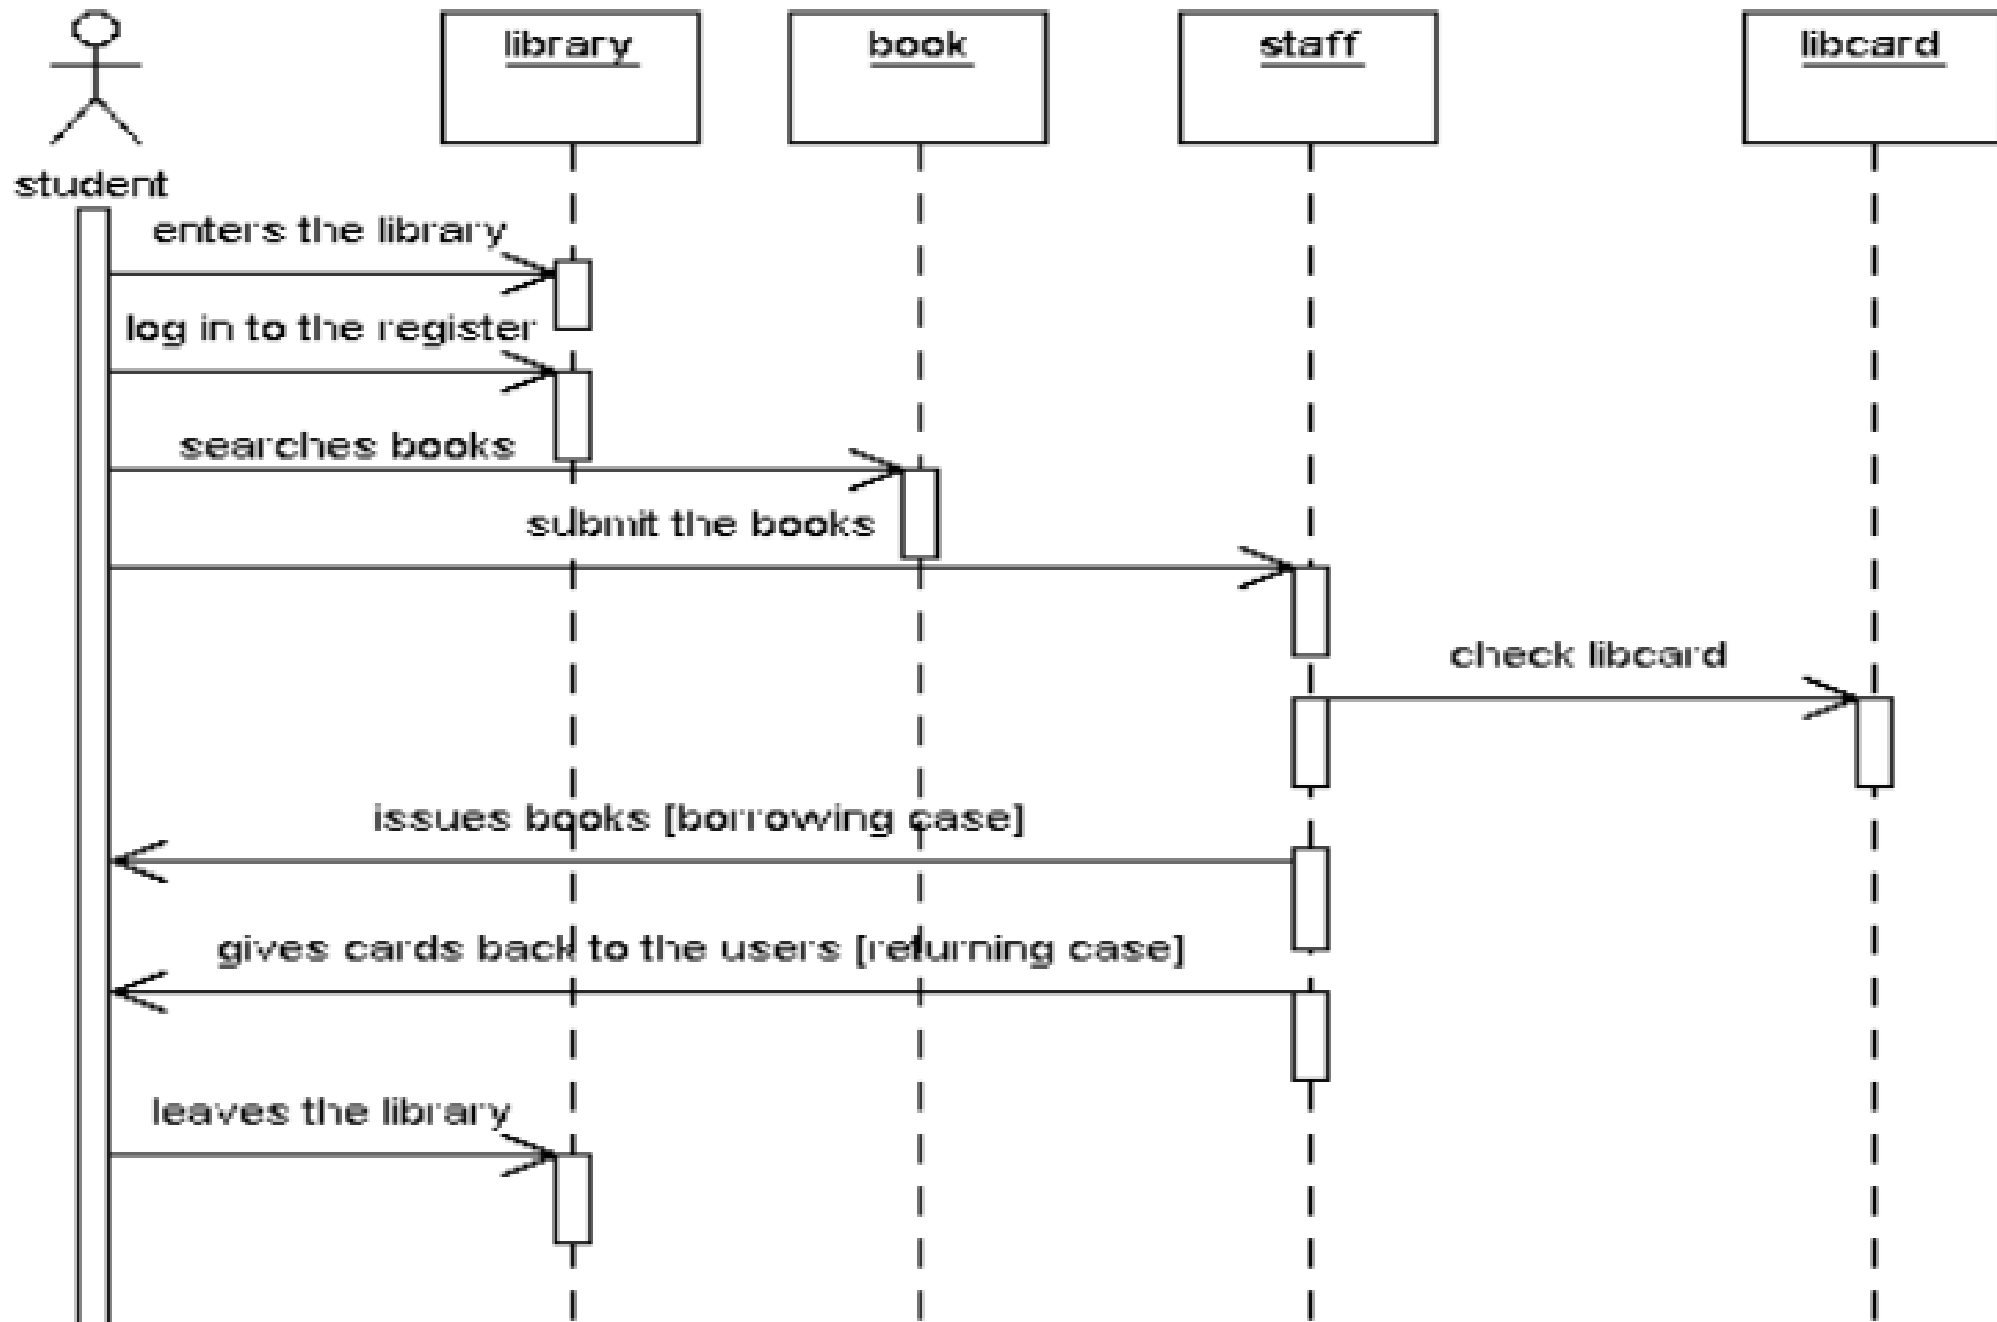 library
book
staff
libcard
student
enters the library
log in to the register
searches books
submit the books
check libcard
issues books [borrowing case]
gives cards back to the users [returning case]
leaves the library